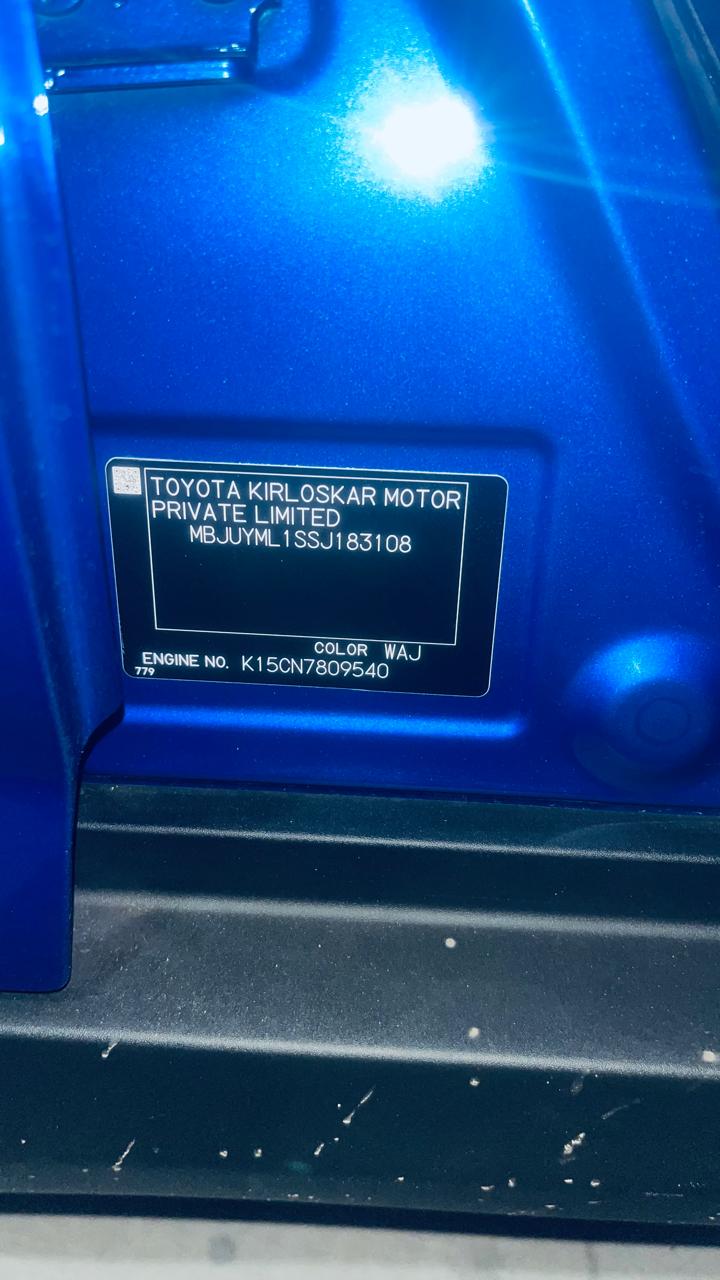 TOYOTA KIRLOSKAR MOTOR
PRIVATE LIMITED
MBJUYML1SSJ183108
COLOR WAJ
ENGINE NO. K15CN7809540
779